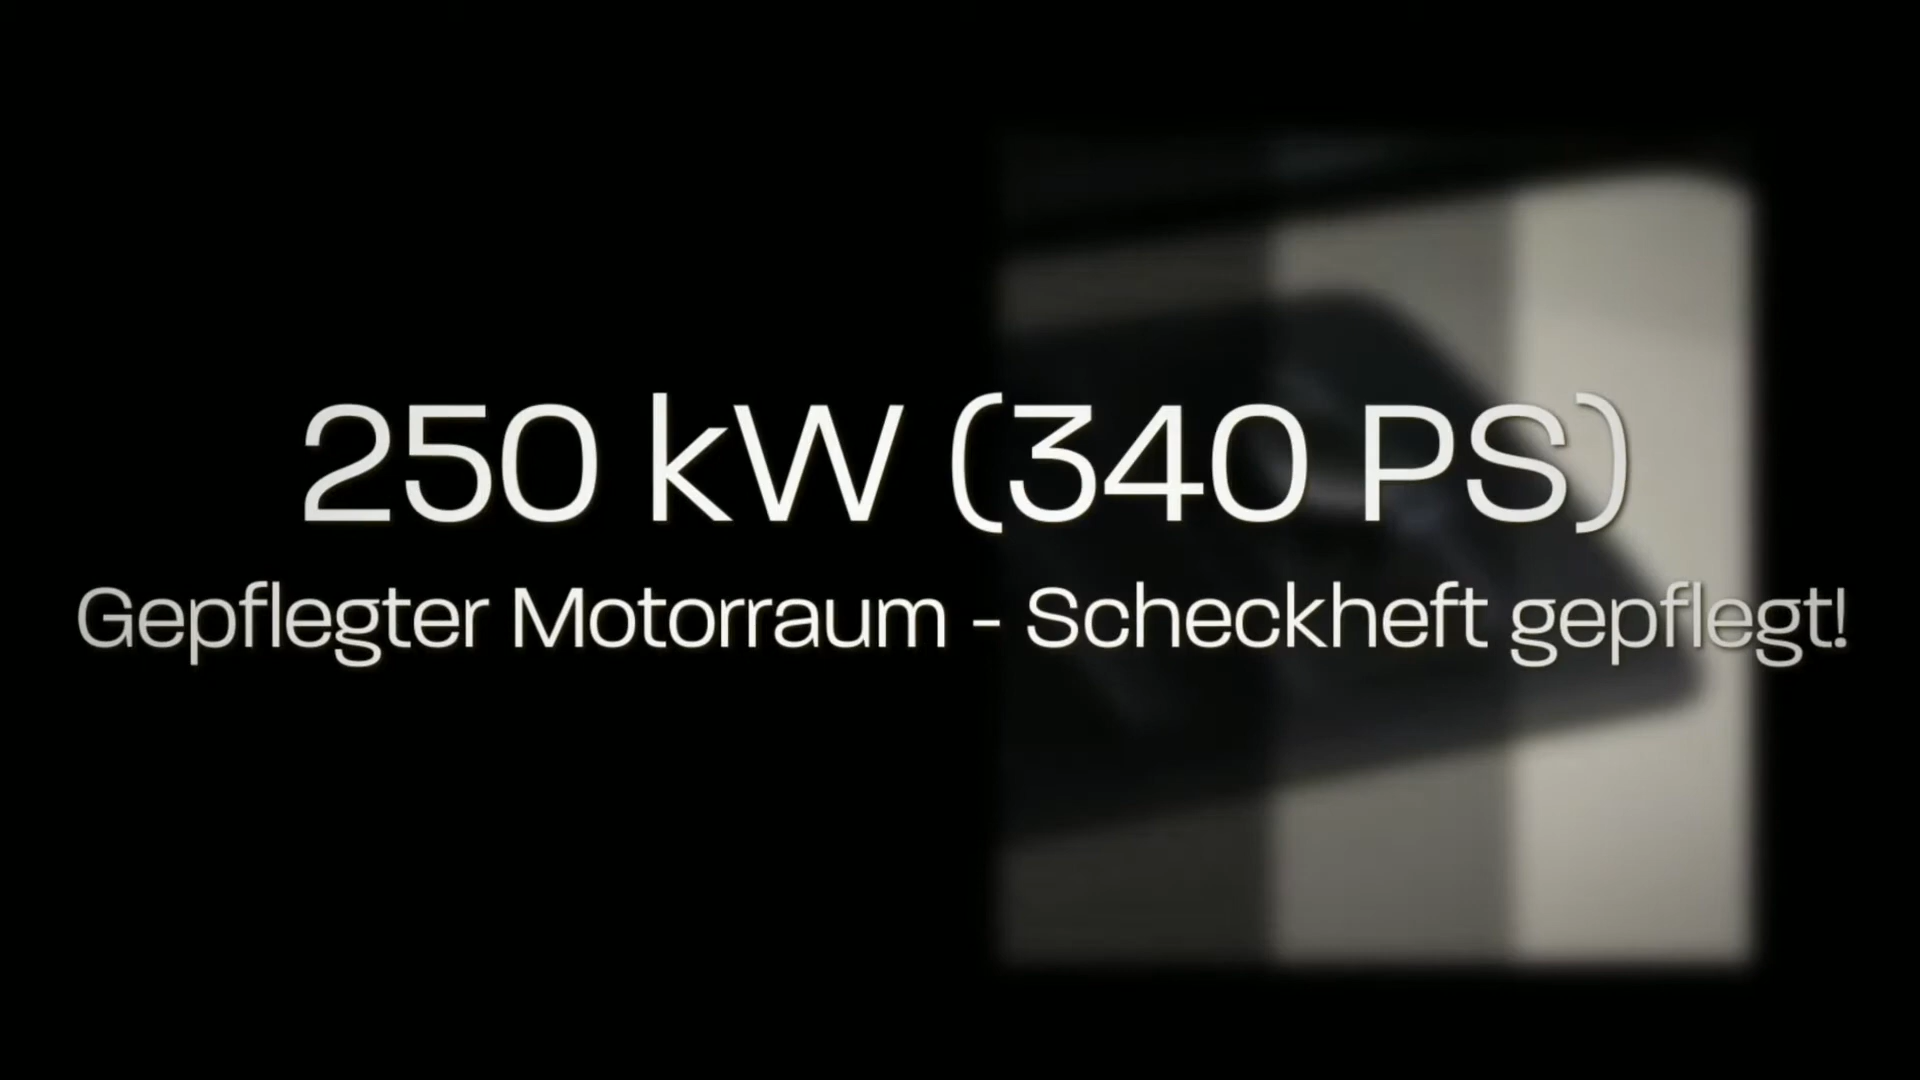 250 kW (340 PS)
Gepflegter Motorraum - Scheckheft gepflegt!